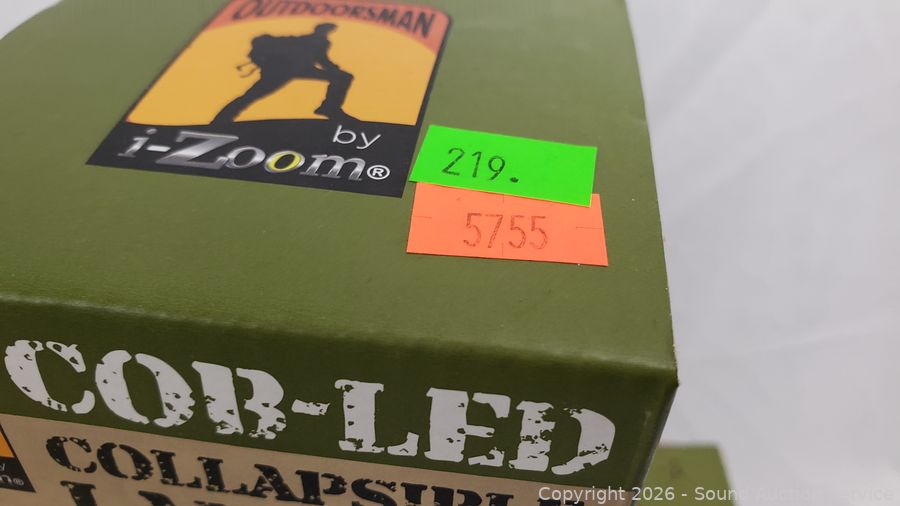 OUTDOORSMAN
by
i-Zoom®
219.
5755
COB-LED
COLLAPSIBLE
Copyright 2026 - Sound Auction Service